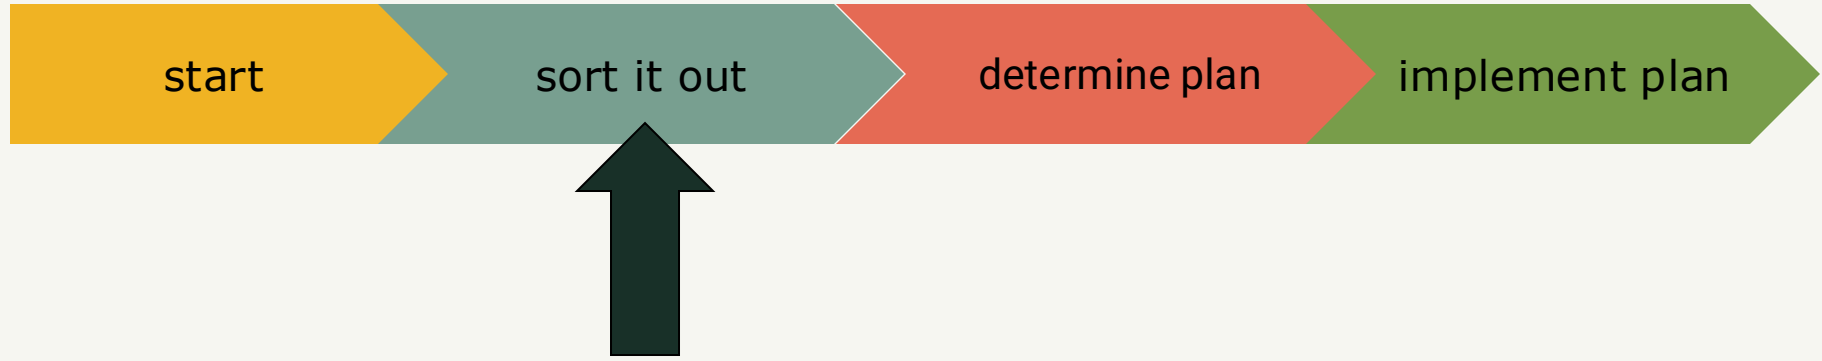 start
sort it out
determine plan
implement plan